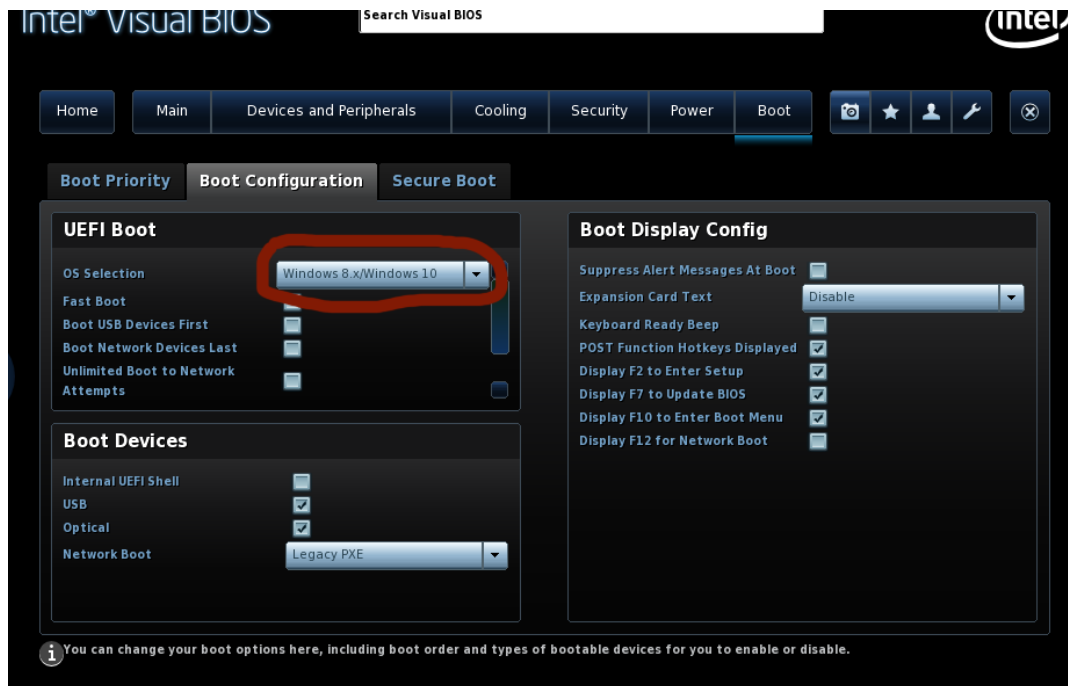 Intel® Visual BIOS
Search Visual BIOS
intel
Home Main Devices and Peripherals Cooling Security Power Boot
Boot Priority Boot Configuration Secure Boot
UEFI Boot
OS Selection Windows 8.x/Windows 10
Fast Boot
Boot USB Devices First
Boot Network Devices Last
Unlimited Boot to Network
Attempts
Boot Devices
Internal UEFI Shell
USB
Optical
Network Boot Legacy PXE
Boot Display Config
Suppress Alert Messages At Boot
Expansion Card Text Disable
Keyboard Ready Beep
POST Function Hotkeys Displayed
Display F2 to Enter Setup
Display F7 to Update BIOS
Display F10 to Enter Boot Menu
Display F12 for Network Boot
You can change your boot options here, including boot order and types of bootable devices for you to enable or disable.